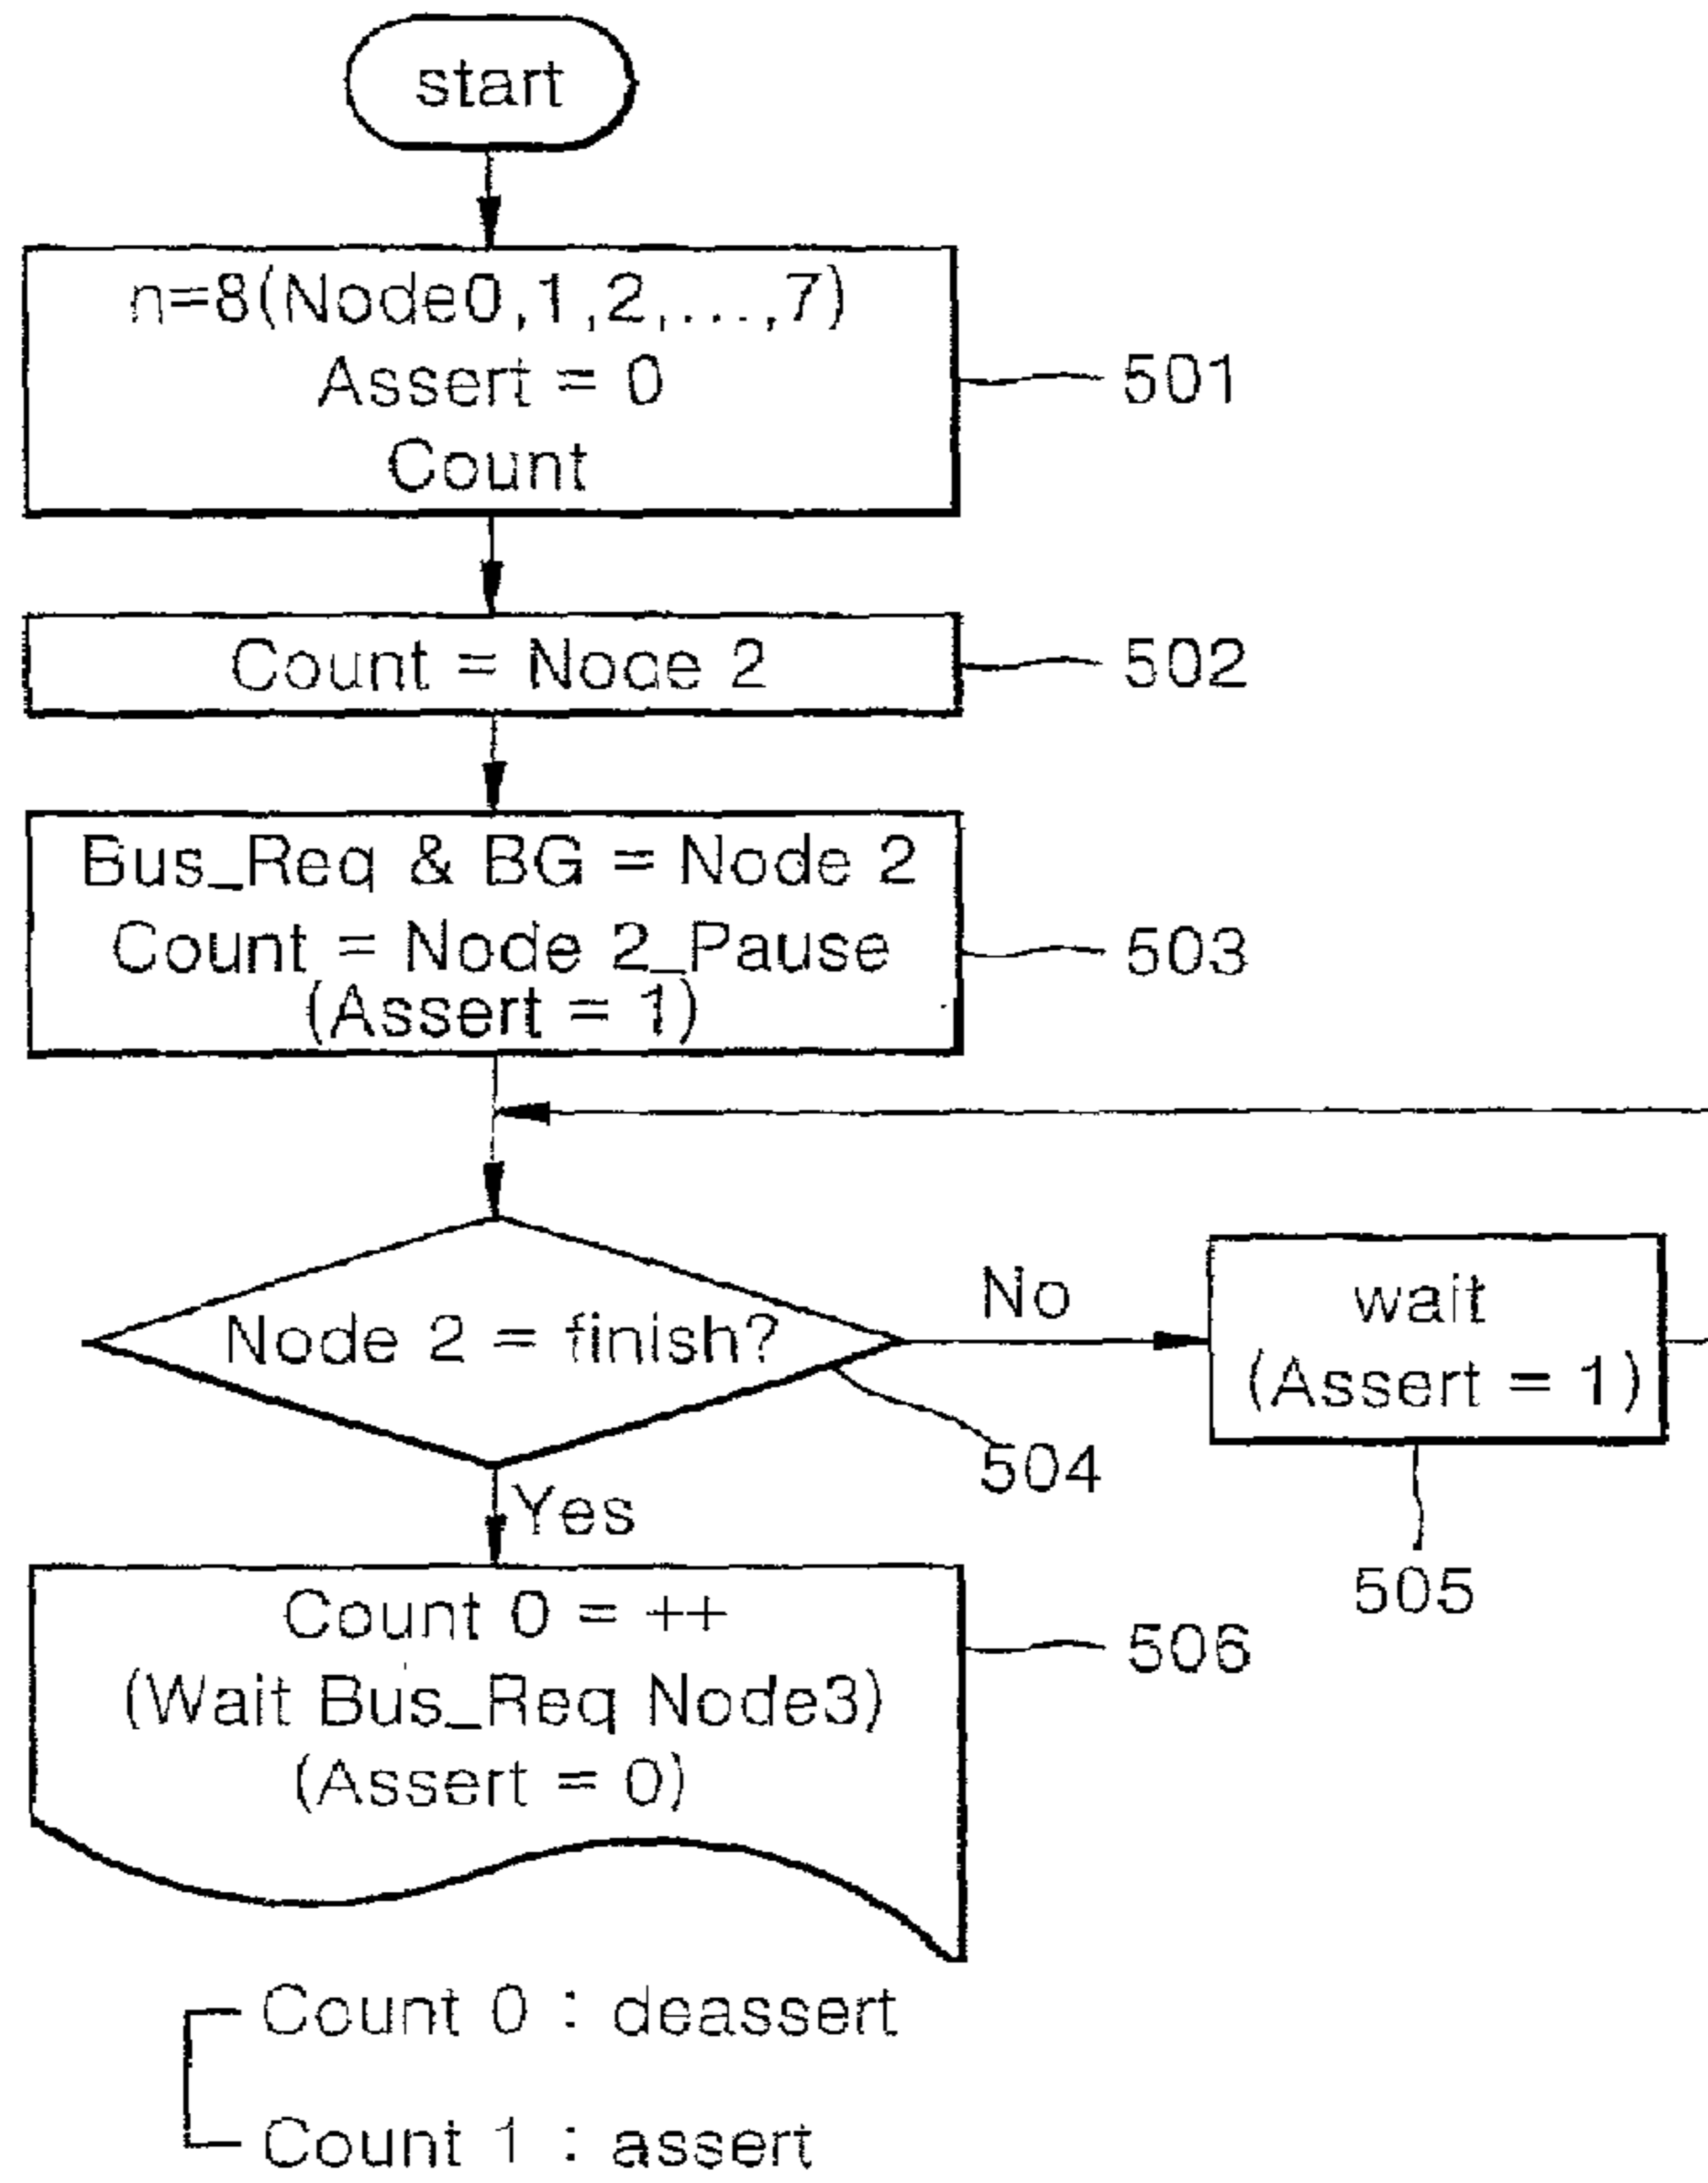 start
n=8(Node0,1,2,...,7)
Assert = 0
Count
501
Count = Node 2
502
Bus_Req & BG = Node 2
Count = Node 2_Pause
(Assert = 1)
503
Node 2 = finish?
No
wait
(Assert = 1)
504
505
Yes
Count 0 = ++
(Wait Bus_Req Node3)
(Assert = 0)
506
Count 0 : deassert
Count 1 : assert